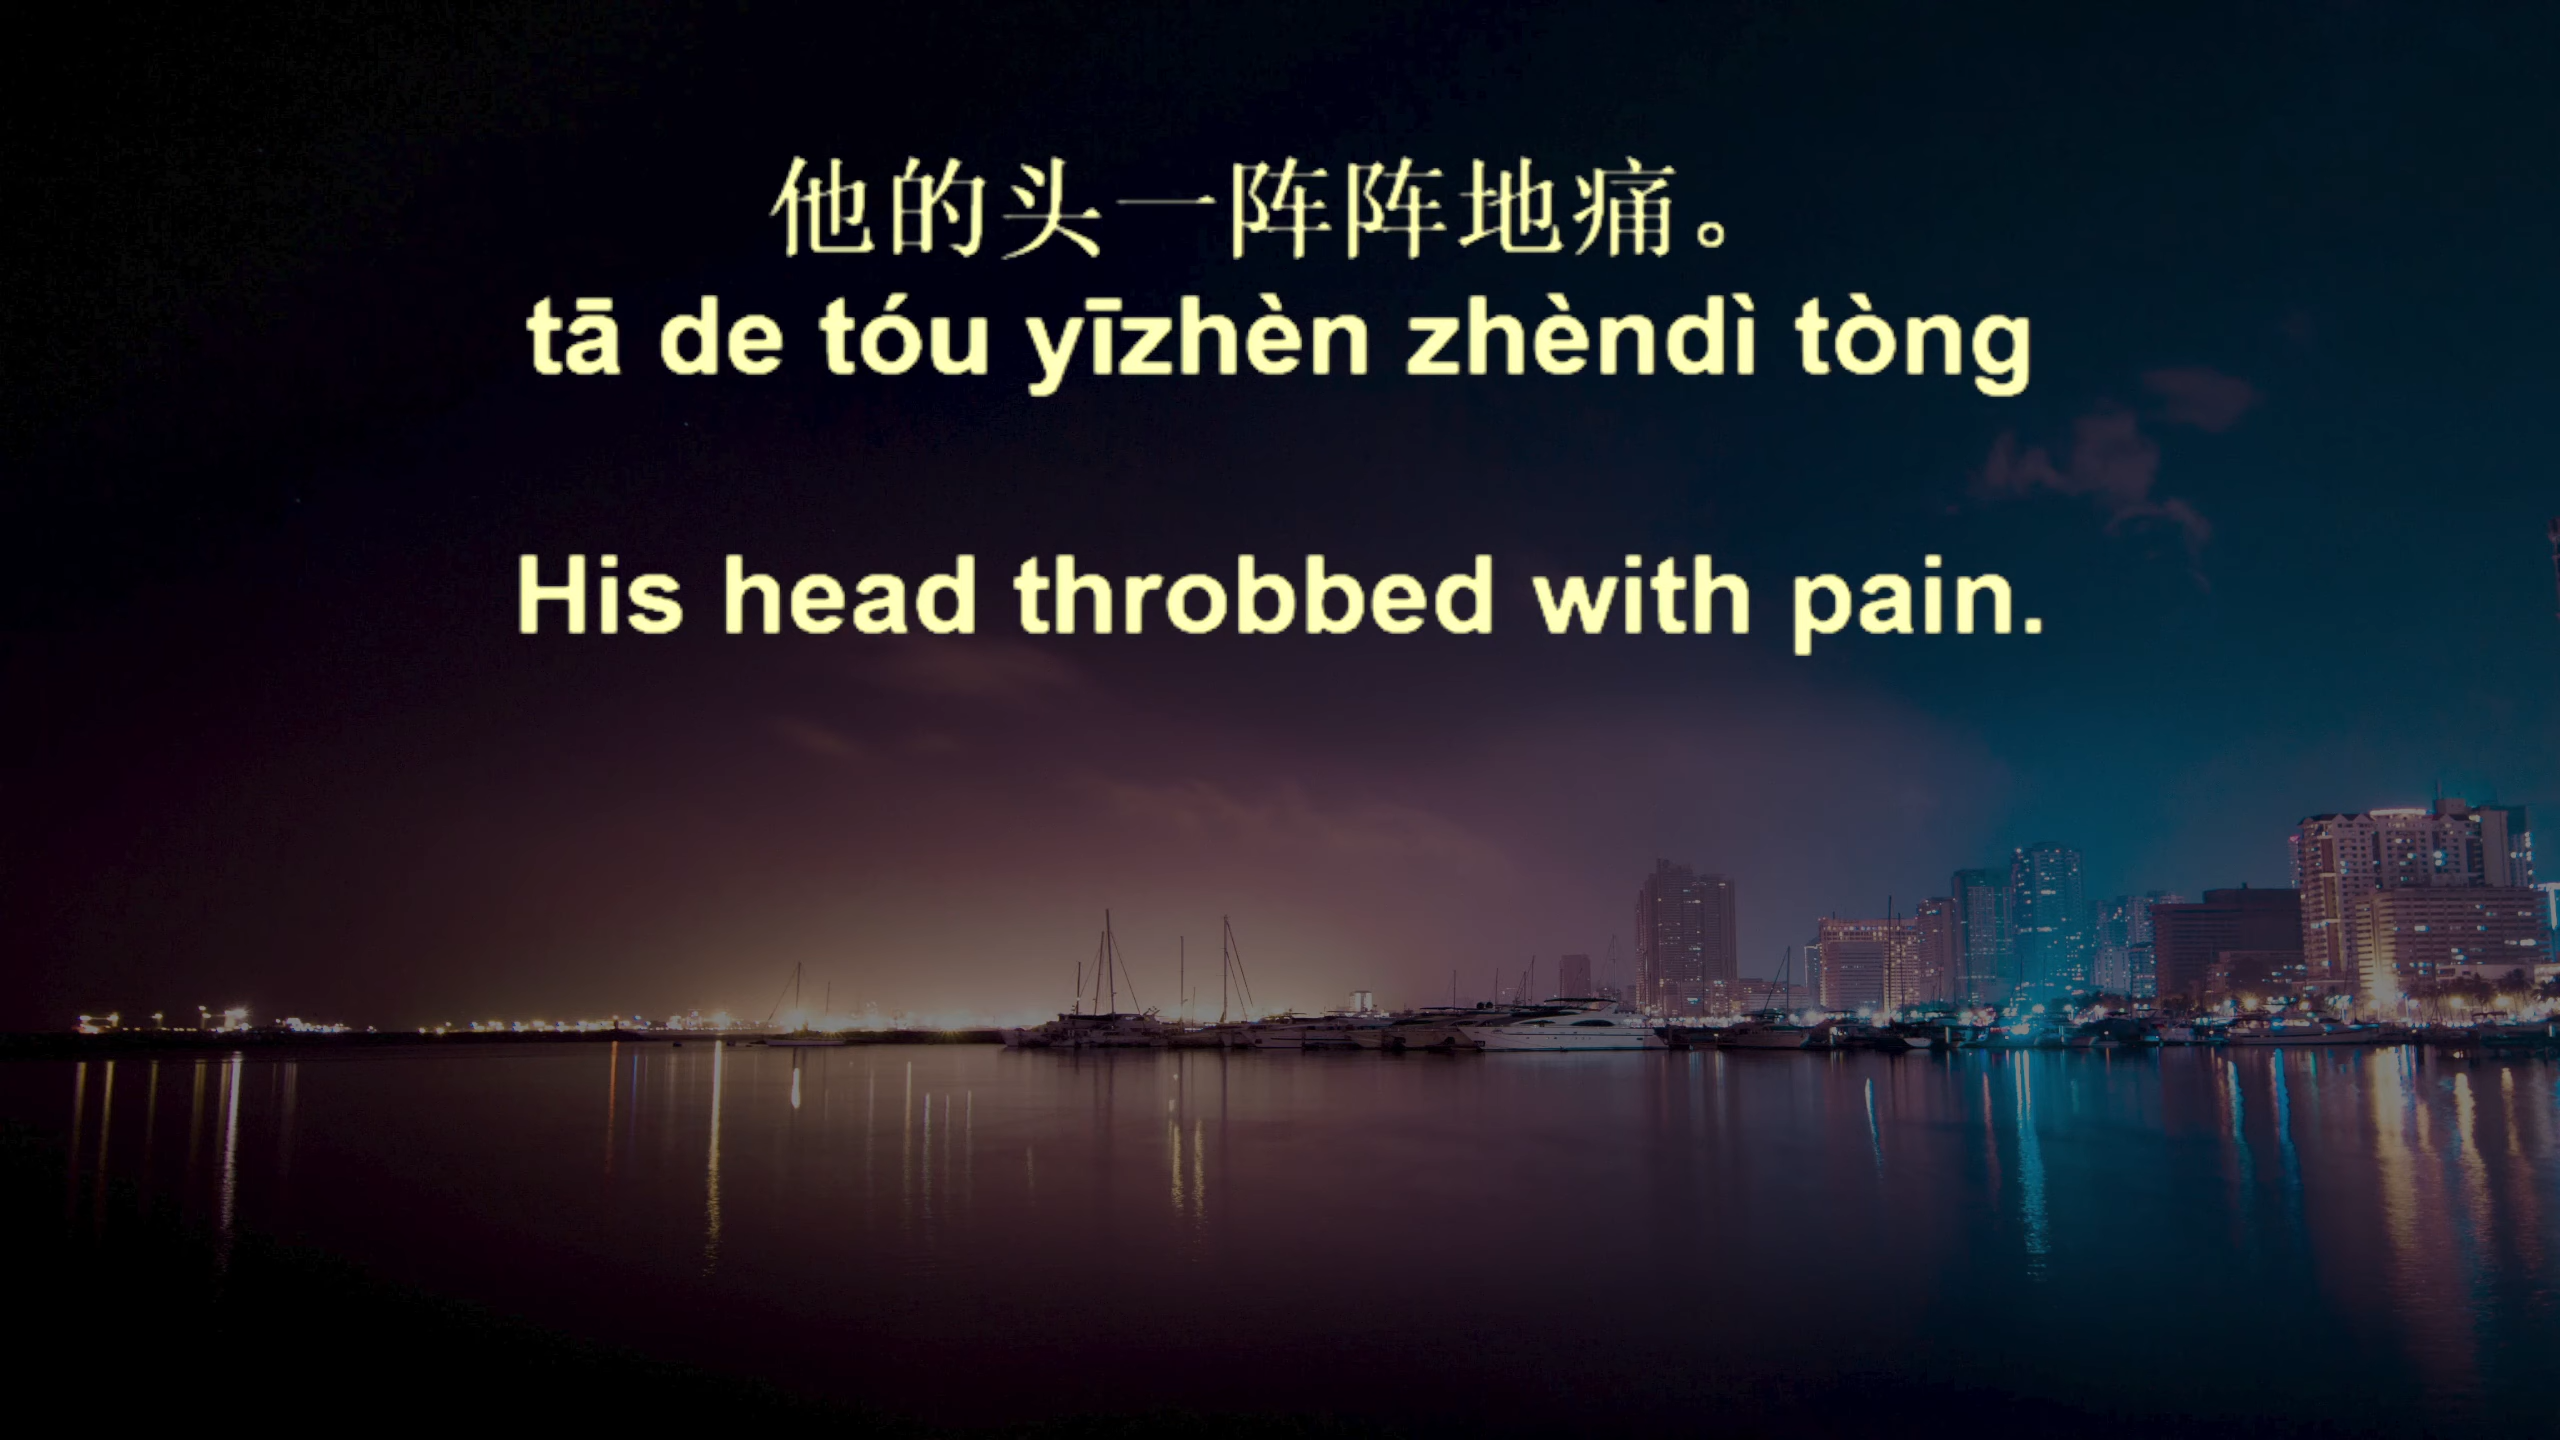 他的头一阵阵地痛。
tā de tóu yīzhèn zhèndì tòng
His head throbbed with pain.